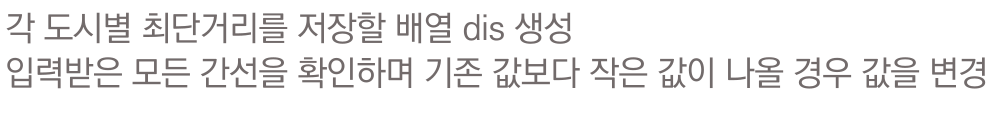 각 도시별 최단거리를 저장할 배열 dis 생성
입력받은 모든 간선을 확인하며 기존 값보다 작은 값이 나올 경우 값을 변경